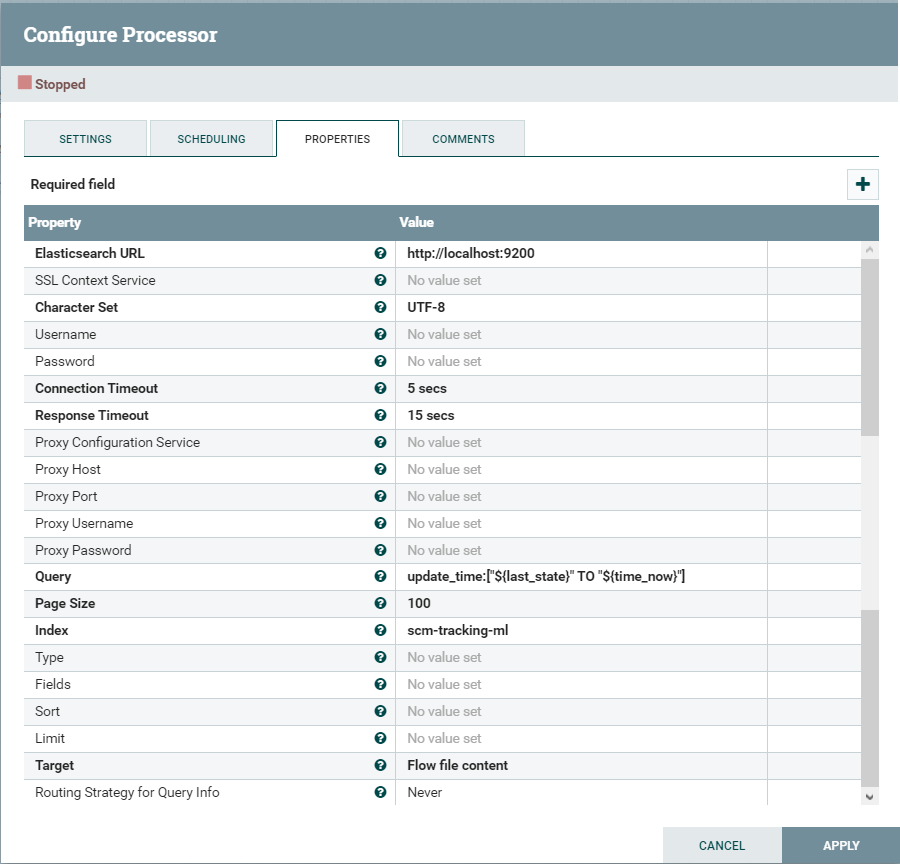 Configure Processor
Stopped
SETTINGS SCHEDULING PROPERTIES COMMENTS
Required field
Property Value
Elasticsearch URL http://localhost:9200
SSL Context Service No value set
Character Set UTF-8
Username No value set
Password No value set
Connection Timeout 5 secs
Response Timeout 15 secs
Proxy Configuration Service No value set
Proxy Host No value set
Proxy Port No value set
Proxy Username No value set
Proxy Password No value set
Query update_time:["${last_state}" TO "${time_now}"]
Page Size 100
Index scm-tracking-ml
Type No value set
Fields No value set
Sort No value set
Limit No value set
Target Flow file content
Routing Strategy for Query Info Never
CANCEL APPLY